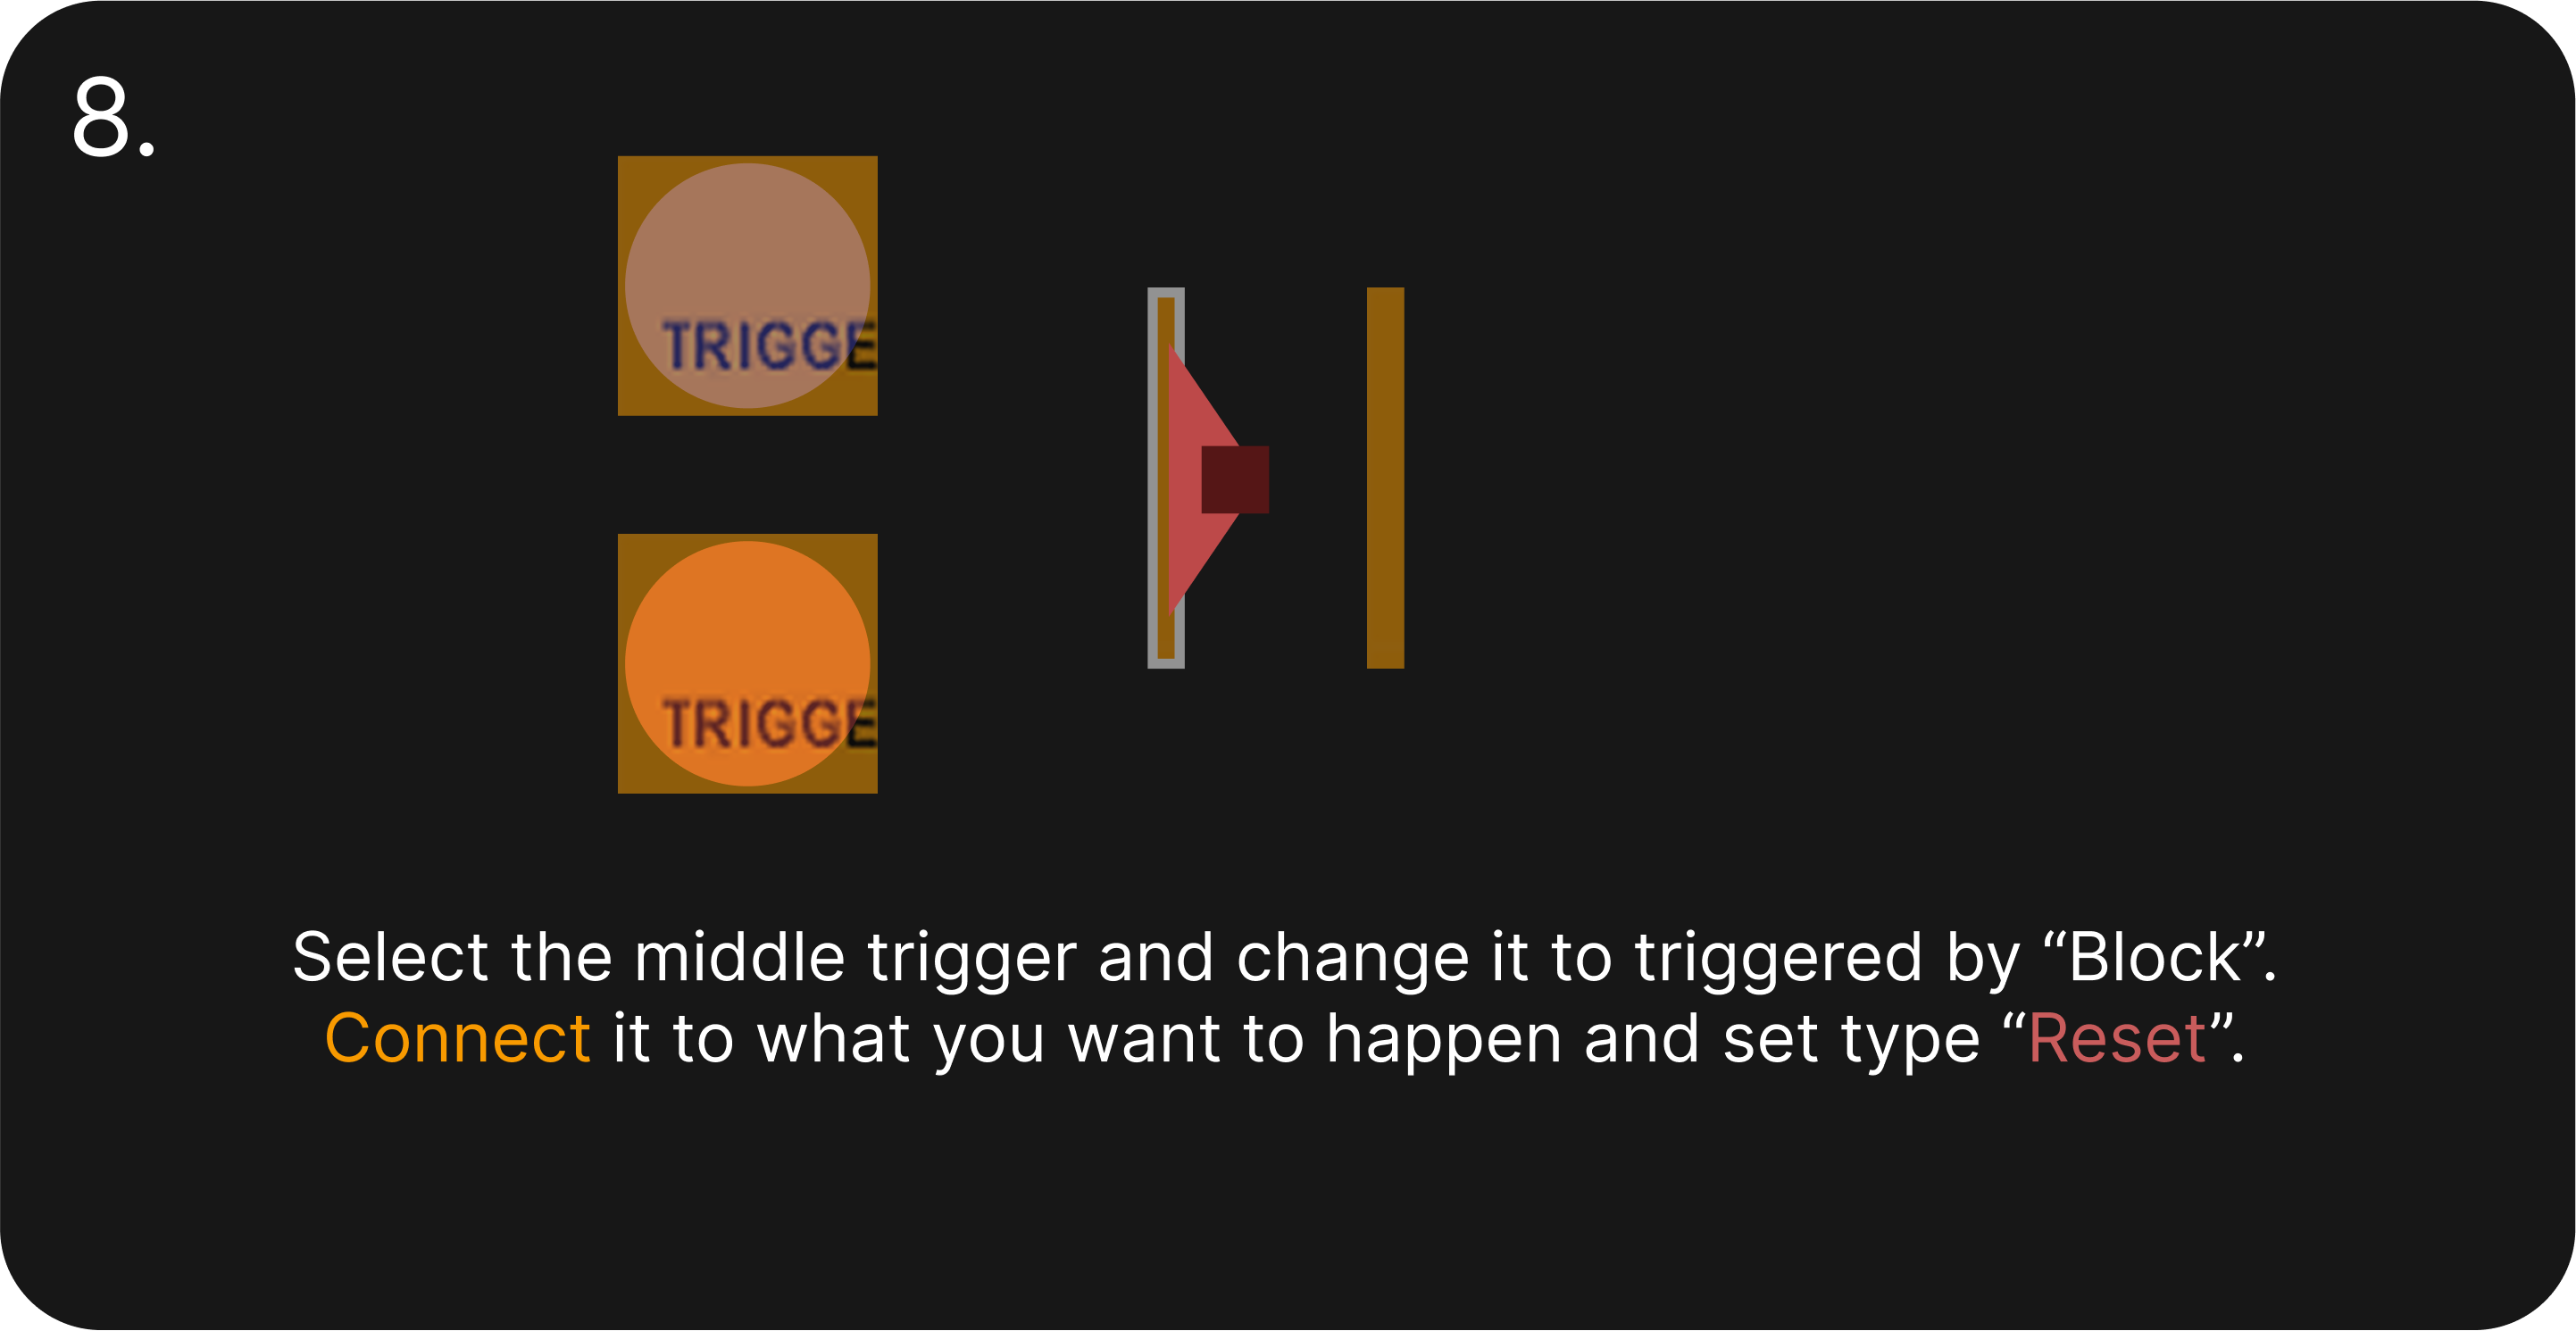 8.
TRIGGE
TRIGGE
Select the middle trigger and change it to triggered by “Block”.
Connect it to what you want to happen and set type “Reset”.